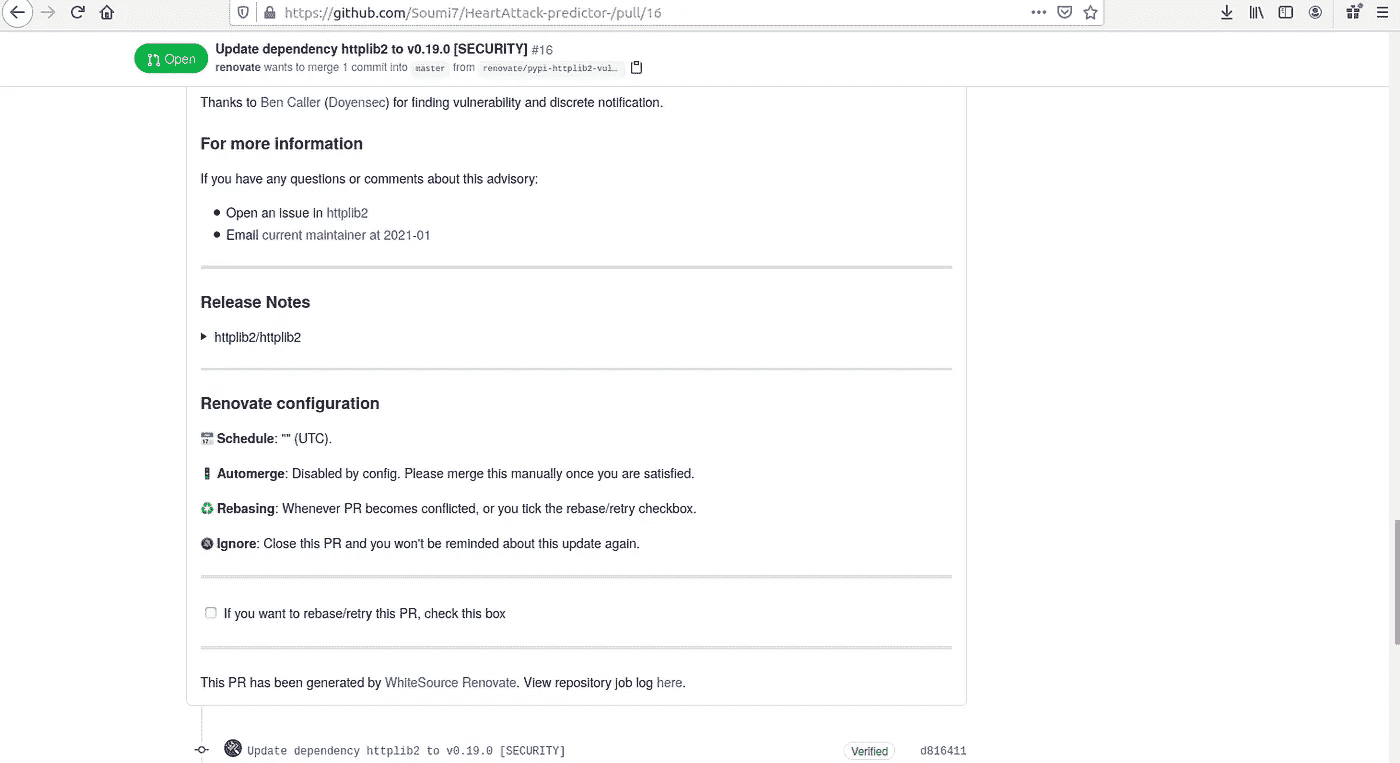 https://github.com/Soumi7/HeartAttack-predictor-/pull/16
Open
Update dependency httplib2 to v0.19.0 [SECURITY] #16
renovate wants to merge 1 commit into master from renovate/pypi-httplib2-vul…
Thanks to Ben Caller (Doyensec) for finding vulnerability and discrete notification.
For more information
If you have any questions or comments about this advisory:
Open an issue in httplib2
Email current maintainer at 2021-01
Release Notes
httplib2/httplib2
Renovate configuration
Schedule: "" (UTC).
Automerge: Disabled by config. Please merge this manually once you are satisfied.
Rebasing: Whenever PR becomes conflicted, or you tick the rebase/retry checkbox.
Ignore: Close this PR and you won't be reminded about this update again.
If you want to rebase/retry this PR, check this box
This PR has been generated by WhiteSource Renovate. View repository job log here.
Update dependency httplib2 to v0.19.0 [SECURITY] Verified d816411